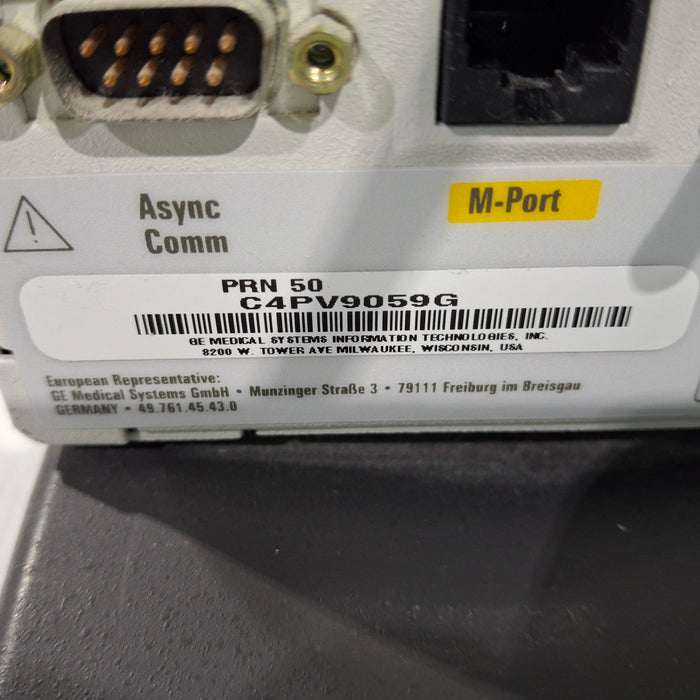 Async
Comm
M-Port
PRN 50
C4PV9059G
GE MEDICAL SYSTEMS INFORMATION TECHNOLOGIES, INC.
8200 W. TOWER AVE MILWAUKEE, WISCONSIN, USA
European Representative:
GE Medical Systems GmbH • Munzinger Straße 3 • 79111 Freiburg im Breisgau
GERMANY • 49.761.45.43.0